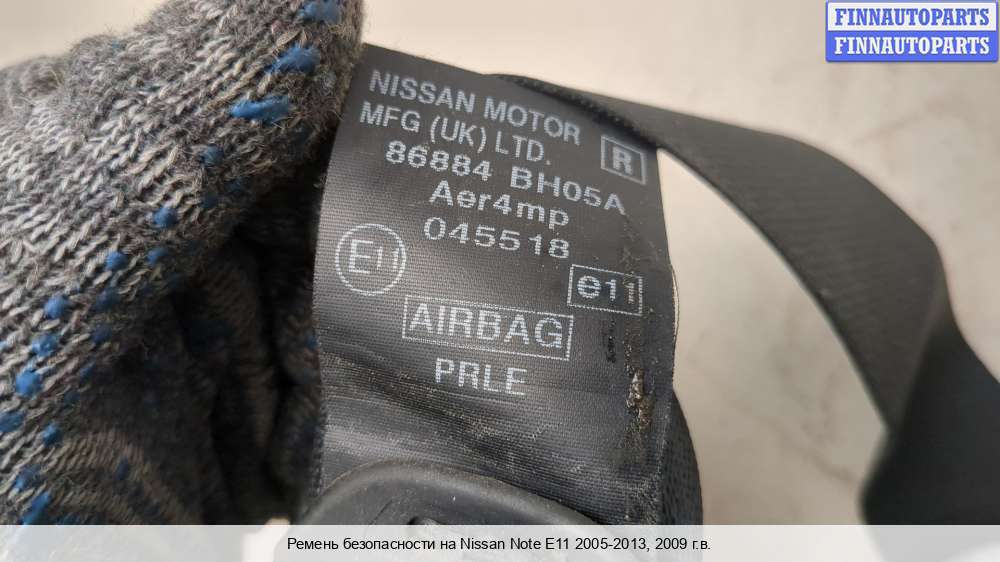 FINNAUTOPARTS
FINNAUTOPARTS
NISSAN MOTOR
MFG (UK) LTD.
R
86884 BH05A
Aer4mp
045518
E11
e11
AIRBAG
PRLE
Ремень безопасности на Nissan Note E11 2005-2013, 2009 г.в.